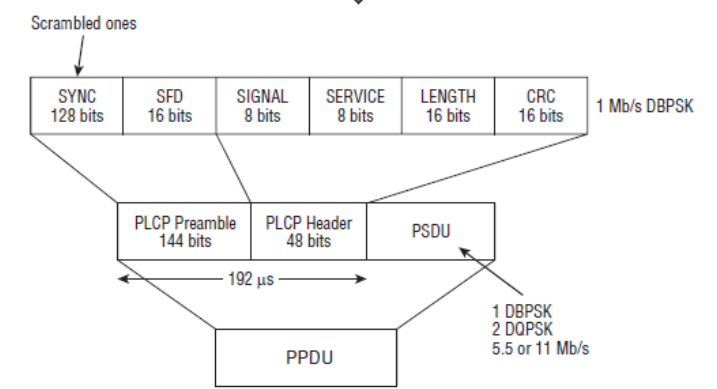 Scrambled ones
SYNC
128 bits
SFD
16 bits
SIGNAL
8 bits
SERVICE
8 bits
LENGTH
16 bits
CRC
16 bits
1 Mb/s DBPSK
PLCP Preamble
144 bits
PLCP Header
48 bits
PSDU
192 μs
1 DBPSK
2 DQPSK
5.5 or 11 Mb/s
PPDU